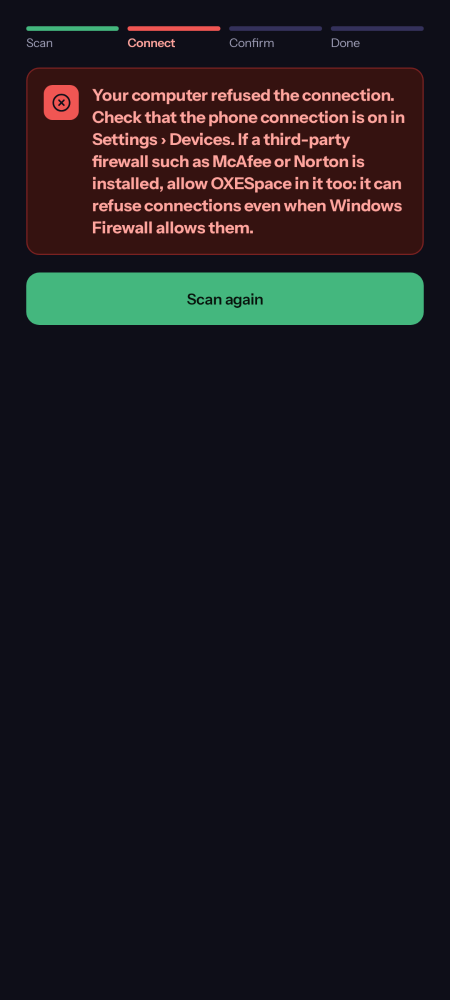 Scan
Connect
Confirm
Done
Your computer refused the connection.
Check that the phone connection is on in
Settings › Devices. If a third-party
firewall such as McAfee or Norton is
installed, allow OXESpace in it too: it can
refuse connections even when Windows
Firewall allows them.
Scan again